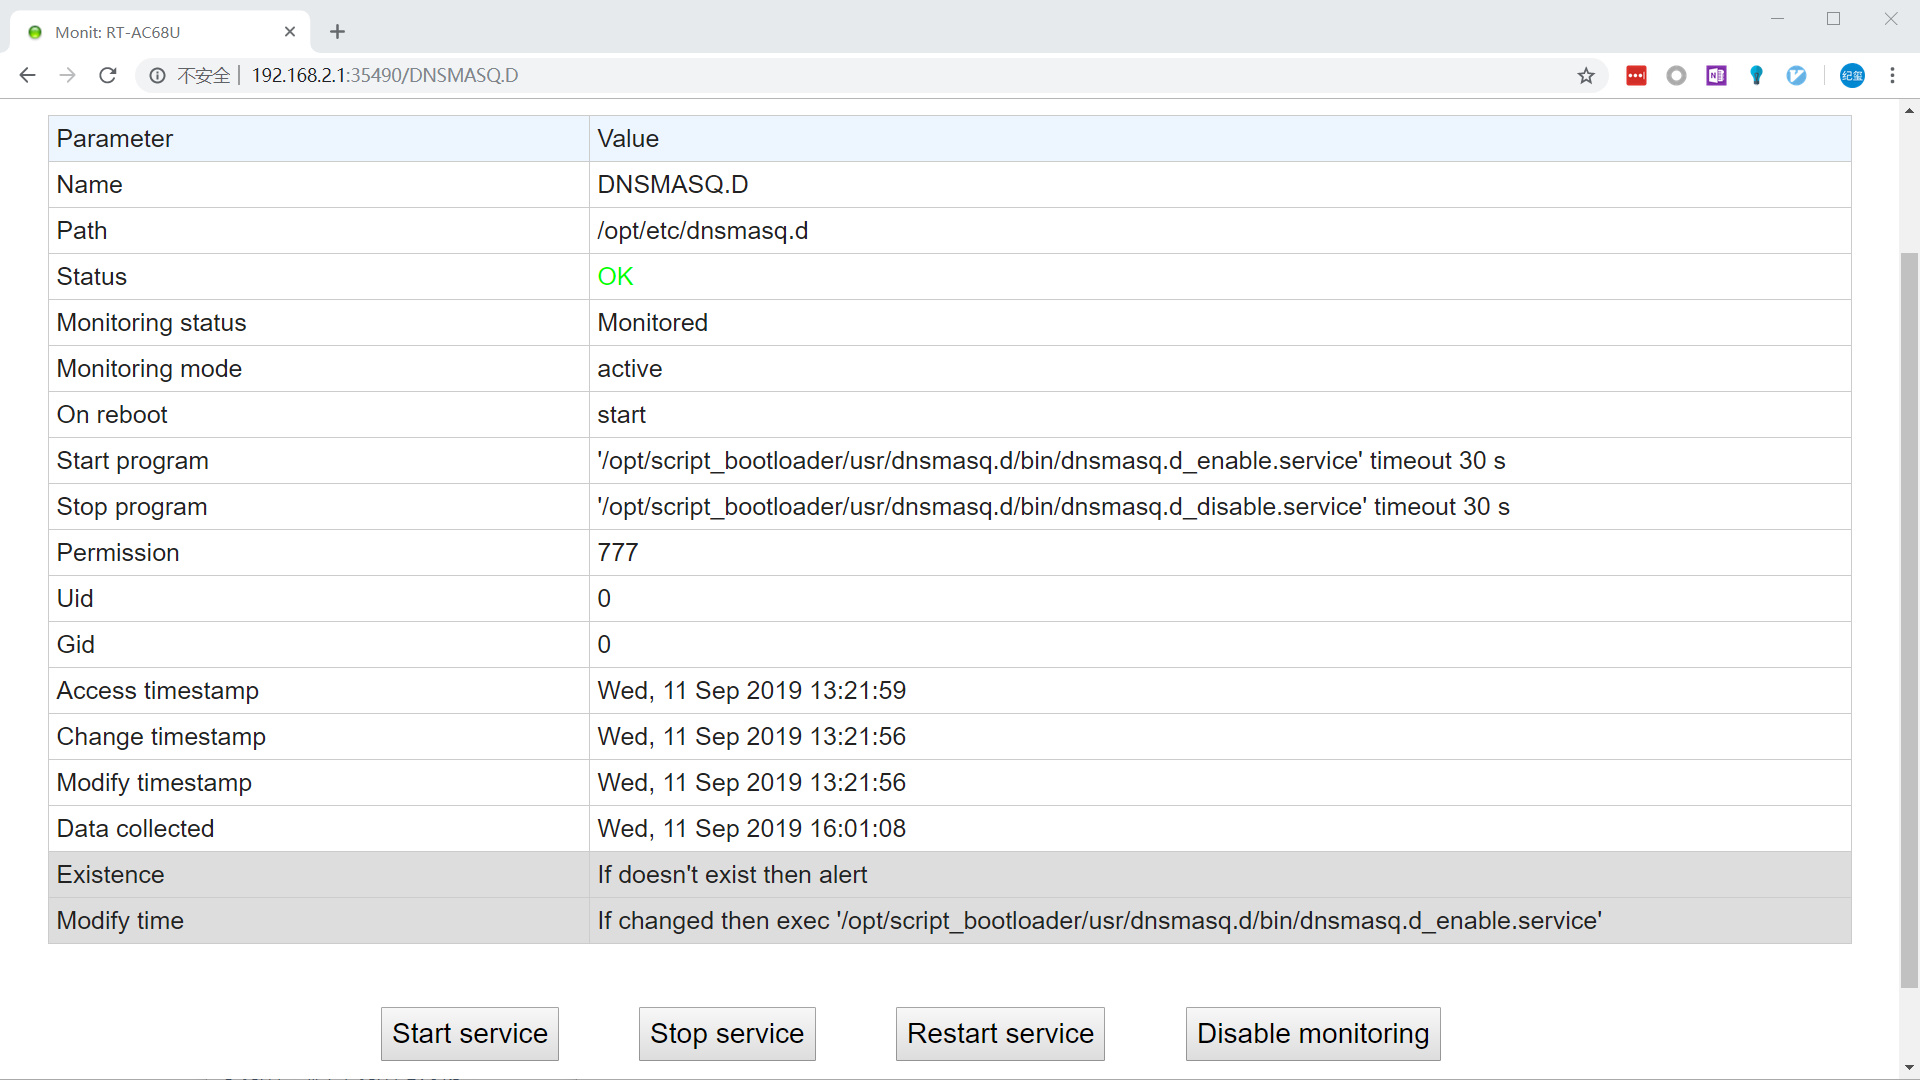 Monit: RT-AC68U
不安全 | 192.168.2.1:35490/DNSMASQ.D
纪玺
Parameter Value
Name DNSMASQ.D
Path /opt/etc/dnsmasq.d
Status OK
Monitoring status Monitored
Monitoring mode active
On reboot start
Start program '/opt/script_bootloader/usr/dnsmasq.d/bin/dnsmasq.d_enable.service' timeout 30 s
Stop program '/opt/script_bootloader/usr/dnsmasq.d/bin/dnsmasq.d_disable.service' timeout 30 s
Permission 777
Uid 0
Gid 0
Access timestamp Wed, 11 Sep 2019 13:21:59
Change timestamp Wed, 11 Sep 2019 13:21:56
Modify timestamp Wed, 11 Sep 2019 13:21:56
Data collected Wed, 11 Sep 2019 16:01:08
Existence If doesn't exist then alert
Modify time If changed then exec '/opt/script_bootloader/usr/dnsmasq.d/bin/dnsmasq.d_enable.service'
Start service Stop service Restart service Disable monitoring